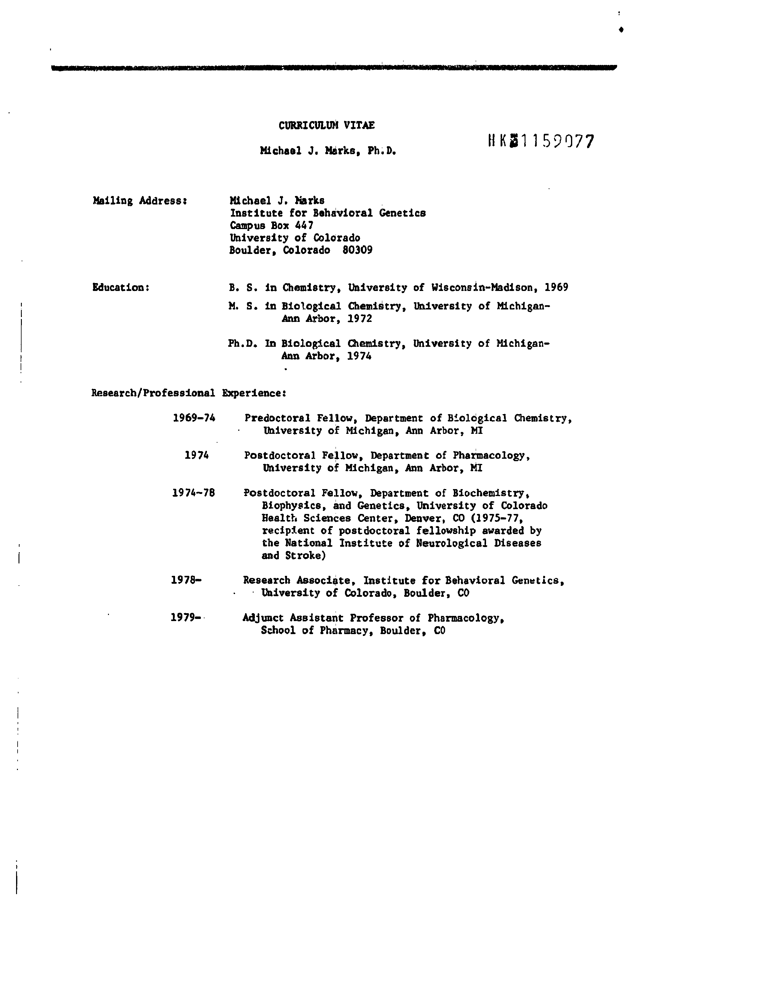 CURRICULUM VITAE
Michael J. Marks, Ph.D.
Mailing Address: Michael J. Marks
Institute for Behavioral Genetics
Campus Box 447
University of Colorado
Boulder, Colorado 80309
Education: B. S. in Chemistry, University of Wisconsin-Madison, 1969
M. S. in Biological Chemistry, University of Michigan-
Ann Arbor, 1972
Ph.D. In Biological Chemistry, University of Michigan-
Ann Arbor, 1974
Research/Professional Experience:
1969-74 Predoctoral Fellow, Department of Biological Chemistry,
University of Michigan, Ann Arbor, MI
1974 Postdoctoral Fellow, Department of Pharmacology,
University of Michigan, Ann Arbor, MI
1974-78 Postdoctoral Fellow, Department of Biochemistry,
Biophysics, and Genetics, University of Colorado
Health Sciences Center, Denver, CO (1975-77,
recipient of postdoctoral fellowship awarded by
the National Institute of Neurological Diseases
and Stroke)
1978- Research Associate, Institute for Behavioral Genetics,
University of Colorado, Boulder, CO
1979- Adjunct Assistant Professor of Pharmacology,
School of Pharmacy, Boulder, CO